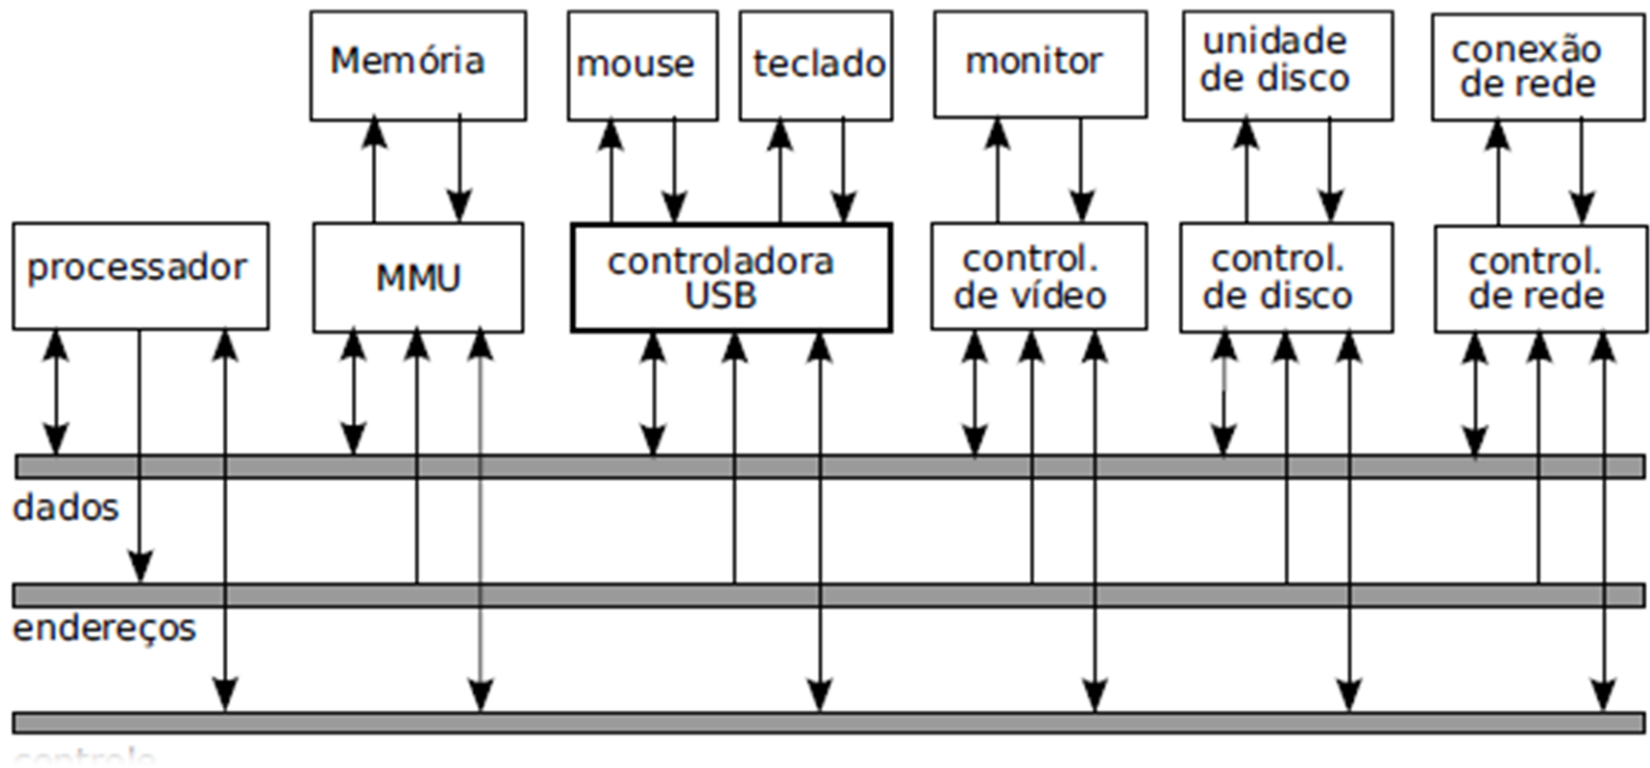 Memória
mouse
teclado
monitor
unidade
de disco
conexão
de rede
processador
MMU
controladora
USB
control.
de vídeo
control.
de disco
control.
de rede
dados
endereços